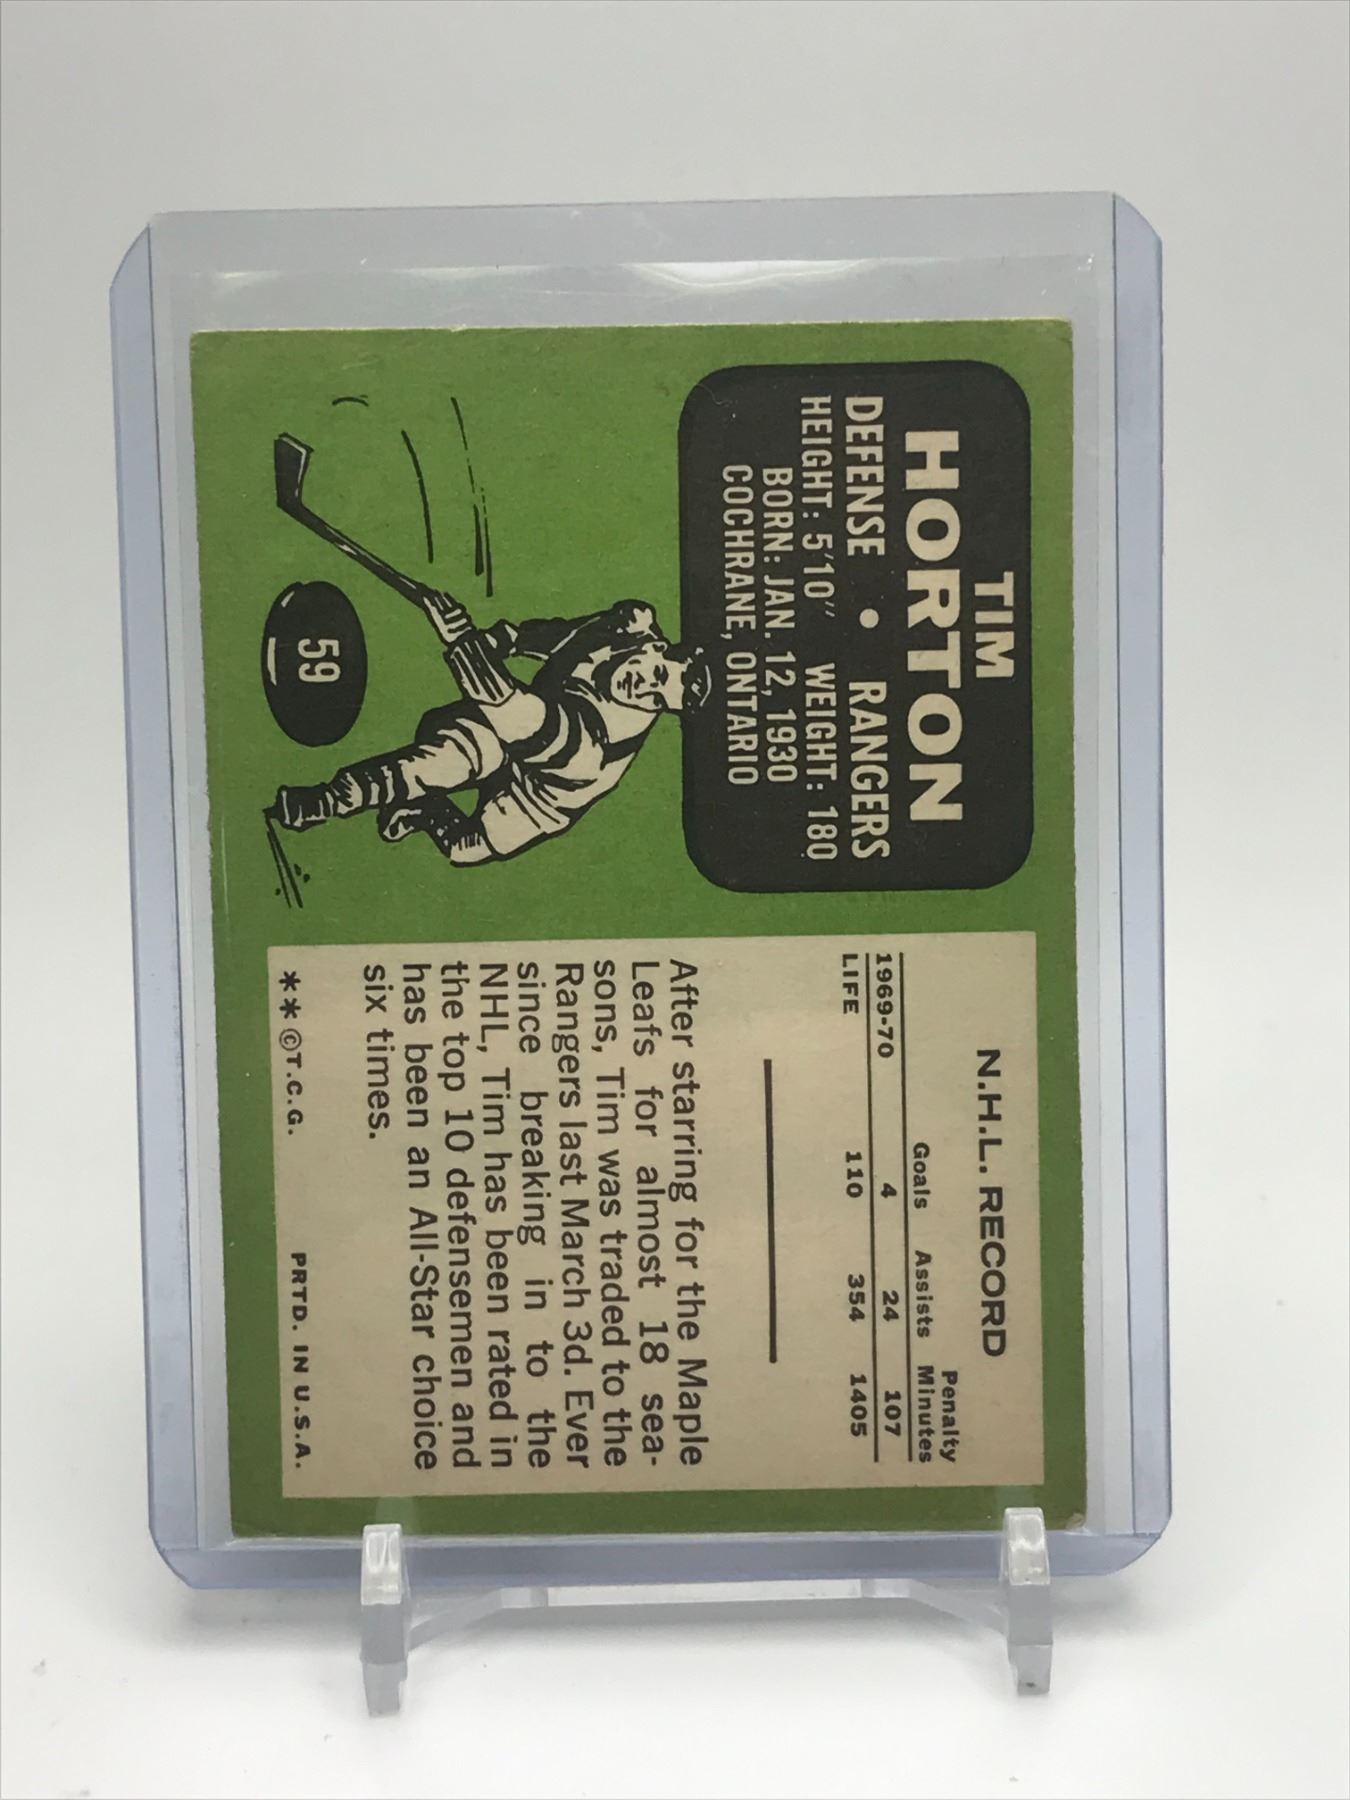 TIM
HORTON
DEFENSE • RANGERS
HEIGHT: 5'10" WEIGHT: 180
BORN: JAN. 12, 1930
COCHRANE, ONTARIO
59
N.H.L. RECORD
Penalty
Goals Assists Minutes
1969-70 4 24 107
LIFE 110 354 1405
After starring for the Maple
Leafs for almost 18 sea-
sons, Tim was traded to the
Rangers last March 3d. Ever
since breaking in to the
NHL, Tim has been rated in
the top 10 defensemen and
has been an All-Star choice
six times.
**©T.C.G. PRTD. IN U.S.A.